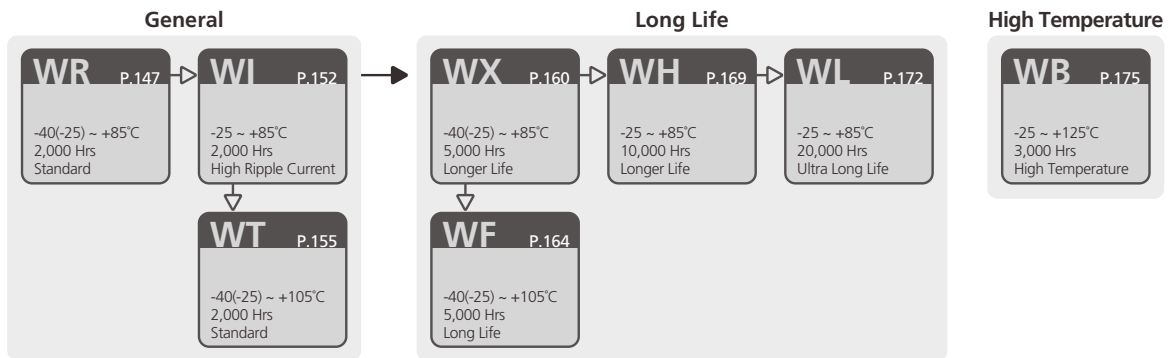 General
WR P.147
-40(-25) ~ +85℃
2,000 Hrs
Standard
WI P.152
-25 ~ +85℃
2,000 Hrs
High Ripple Current
WT P.155
-40(-25) ~ +105℃
2,000 Hrs
Standard
Long Life
WX P.160
-40(-25) ~ +85℃
5,000 Hrs
Longer Life
WH P.169
-25 ~ +85℃
10,000 Hrs
Longer Life
WL P.172
-25 ~ +85℃
20,000 Hrs
Ultra Long Life
WF P.164
-40(-25) ~ +105℃
5,000 Hrs
Long Life
High Temperature
WB P.175
-25 ~ +125℃
3,000 Hrs
High Temperature